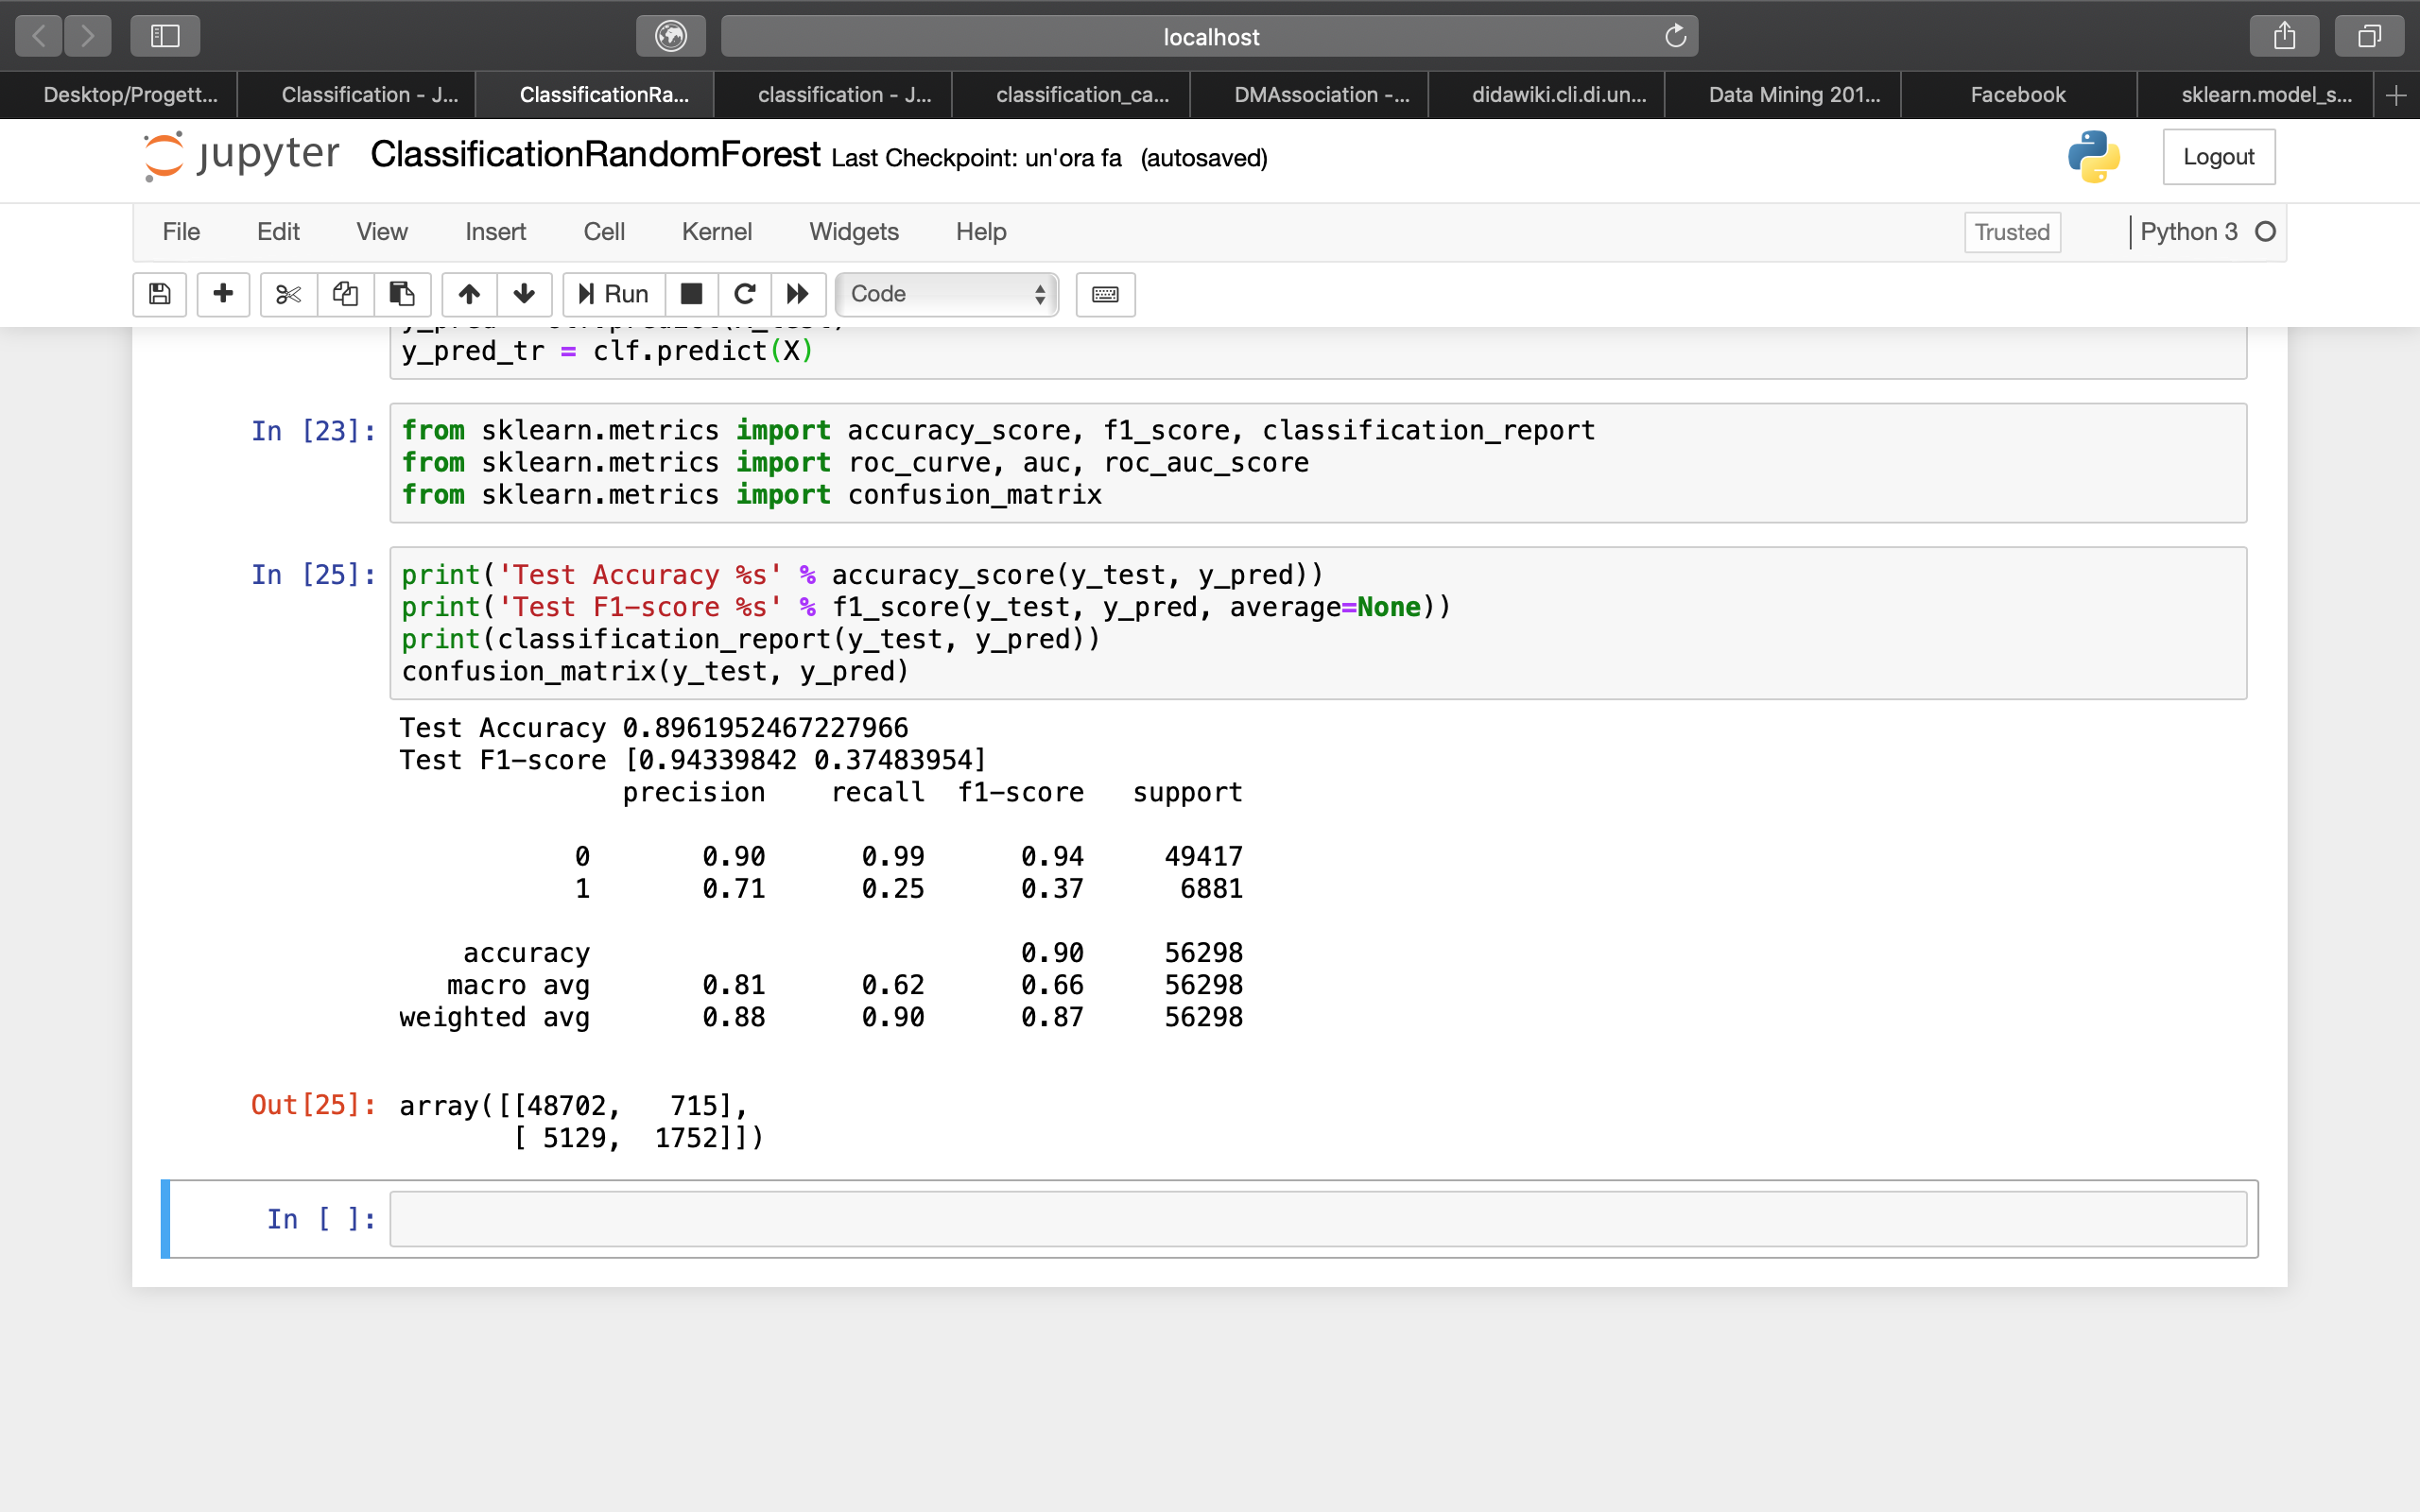 localhost
Desktop/Progett... Classification - J... ClassificationRa... classification - J... classification_ca... DMAssociation -... didawiki.cli.di.un... Data Mining 201... Facebook sklearn.model_s...
jupyter ClassificationRandomForest Last Checkpoint: un'ora fa (autosaved) Logout
File Edit View Insert Cell Kernel Widgets Help Trusted Python 3
Run Code
y_pred_tr = clf.predict(X)
In [23]: from sklearn.metrics import accuracy_score, f1_score, classification_report
from sklearn.metrics import roc_curve, auc, roc_auc_score
from sklearn.metrics import confusion_matrix
In [25]: print('Test Accuracy %s' % accuracy_score(y_test, y_pred))
print('Test F1-score %s' % f1_score(y_test, y_pred, average=None))
print(classification_report(y_test, y_pred))
confusion_matrix(y_test, y_pred)
Test Accuracy 0.8961952467227966
Test F1-score [0.94339842 0.37483954]
precision recall f1-score support
0 0.90 0.99 0.94 49417
1 0.71 0.25 0.37 6881
accuracy 0.90 56298
macro avg 0.81 0.62 0.66 56298
weighted avg 0.88 0.90 0.87 56298
Out[25]: array([[48702, 715],
[ 5129, 1752]])
In [ ]: